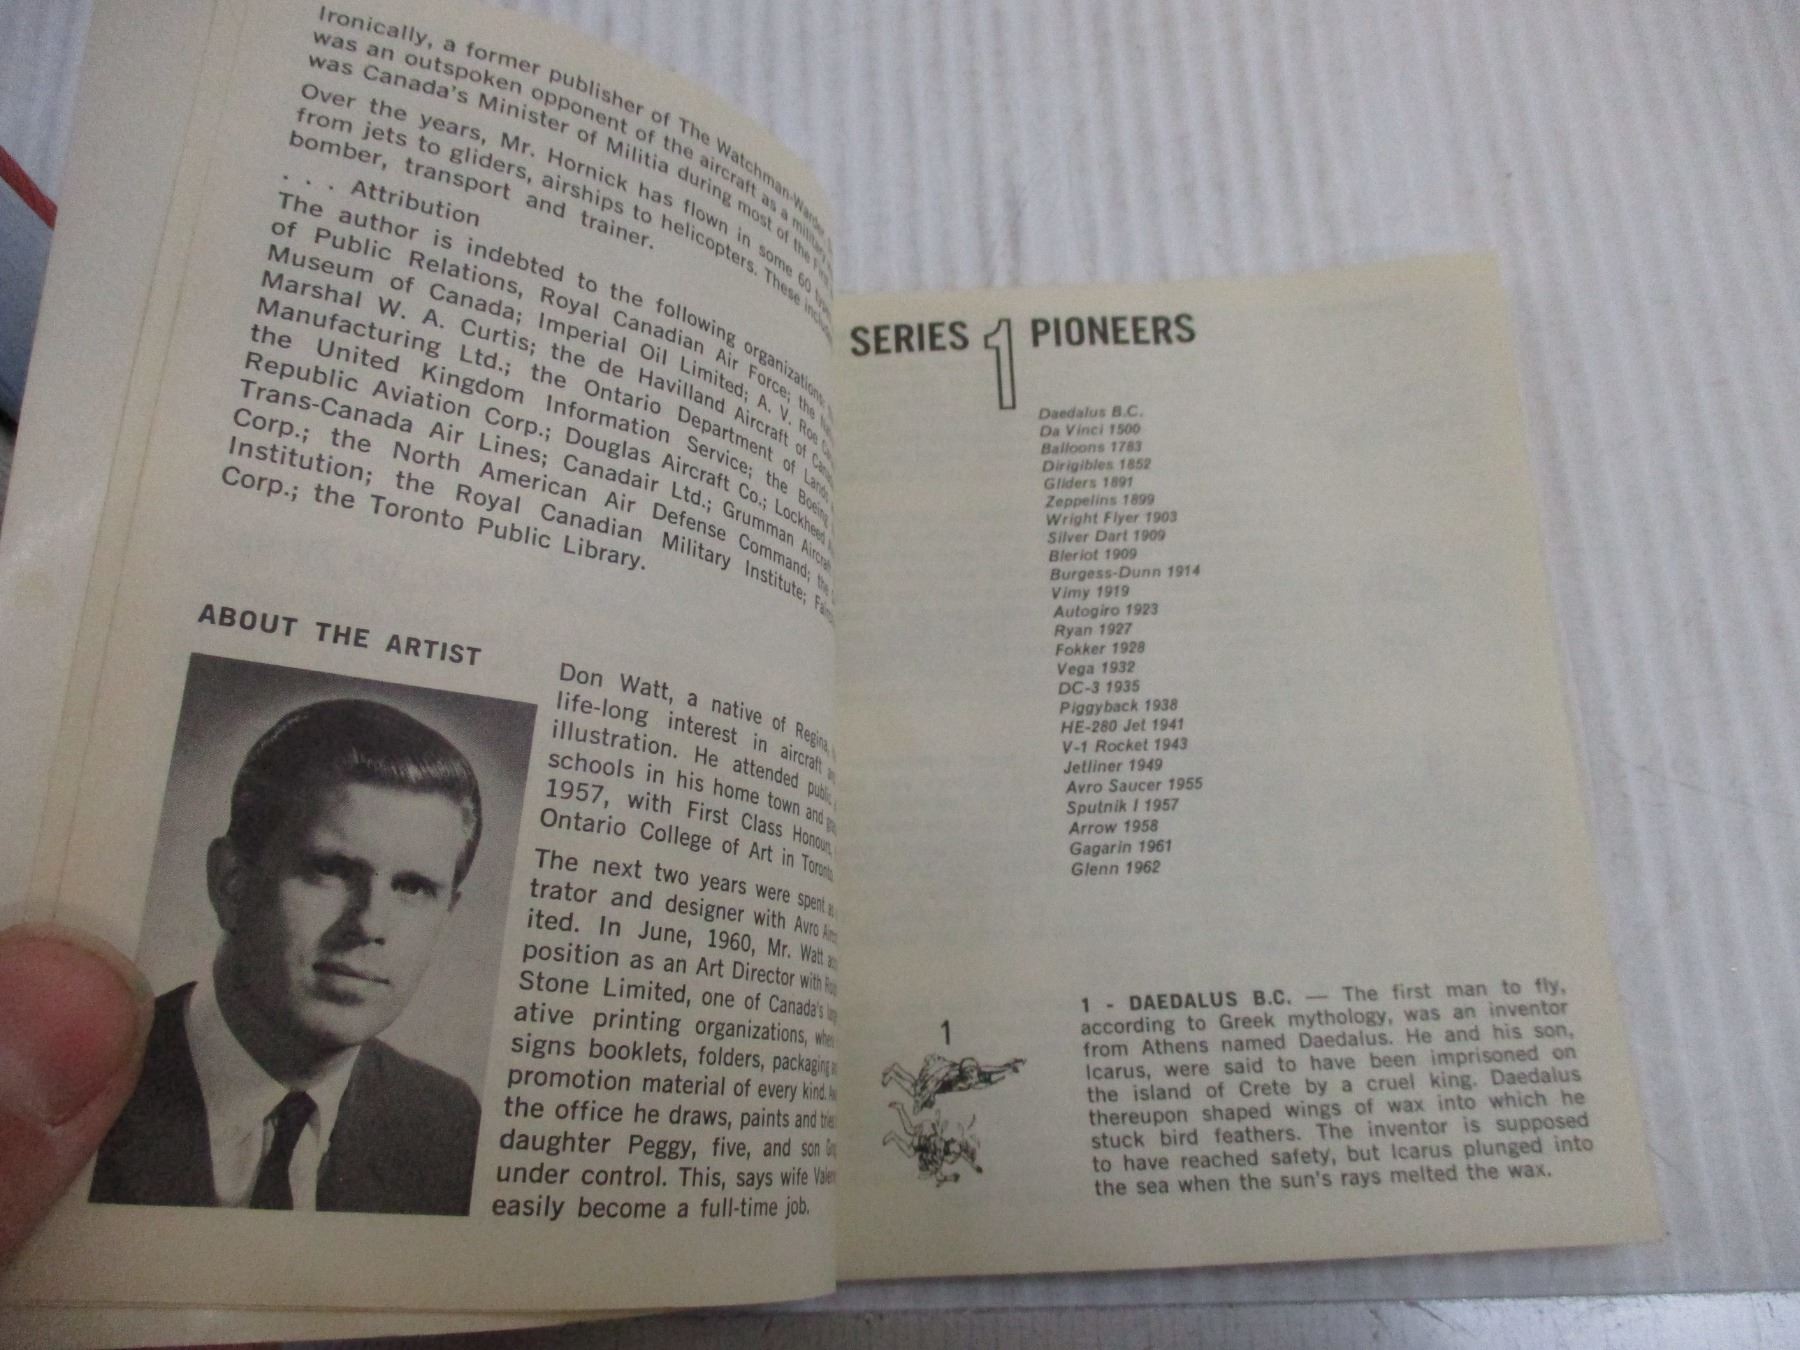 Ironically, a former publisher of The Watchman-Warder,
was an outspoken opponent of the aircraft as a military
was Canada's Minister of Militia during most of the First
Over the years, Mr. Hornick has flown in some 60 types
from jets to gliders, airships to helicopters. These include
bomber, transport and trainer.
. . . Attribution
The author is indebted to the following organizations:
of Public Relations, Royal Canadian Air Force; the
Museum of Canada; Imperial Oil Limited; A. V. Roe
Marshal W. A. Curtis; the de Havilland Aircraft of
Manufacturing Ltd.; the Ontario Department of Lands
the United Kingdom Information Service; the Boeing
Republic Aviation Corp.; Douglas Aircraft Co.; Lockheed
Trans-Canada Air Lines; Canadair Ltd.; Grumman Aircraft
Corp.; the North American Air Defense Command; the
Institution; the Royal Canadian Military Institute;
Corp.; the Toronto Public Library.
ABOUT THE ARTIST
Don Watt, a native of Regina,
life-long interest in aircraft
illustration. He attended public
schools in his home town and
1957, with First Class Honours,
Ontario College of Art in Toronto.
The next two years were spent as
trator and designer with Avro
ited. In June, 1960, Mr. Watt
position as an Art Director with
Stone Limited, one of Canada's
ative printing organizations, where
signs booklets, folders, packaging
promotion material of every kind.
the office he draws, paints and tries
daughter Peggy, five, and son
under control. This, says wife
easily become a full-time job.
SERIES 1 PIONEERS
Daedalus B.C.
Da Vinci 1500
Balloons 1783
Dirigibles 1852
Gliders 1891
Zeppelins 1899
Wright Flyer 1903
Silver Dart 1909
Bleriot 1909
Burgess-Dunn 1914
Vimy 1919
Autogiro 1923
Ryan 1927
Fokker 1928
Vega 1932
DC-3 1935
Piggyback 1938
HE-280 Jet 1941
V-1 Rocket 1943
Jetliner 1949
Avro Saucer 1955
Sputnik I 1957
Arrow 1958
Gagarin 1961
Glenn 1962
1
1 - DAEDALUS B.C. — The first man to fly,
according to Greek mythology, was an inventor
from Athens named Daedalus. He and his son,
Icarus, were said to have been imprisoned on
the island of Crete by a cruel king. Daedalus
thereupon shaped wings of wax into which he
stuck bird feathers. The inventor is supposed
to have reached safety, but Icarus plunged into
the sea when the sun's rays melted the wax.